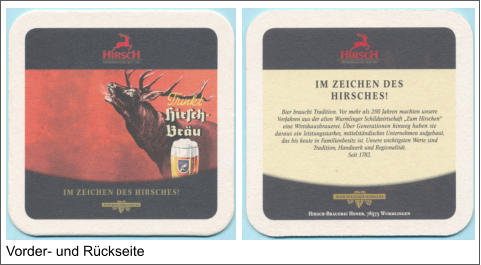 HIRSCH
Trinkt
Hirsch-
Bräu
IM ZEICHEN DES HIRSCHES!
HIRSCH
IM ZEICHEN DES
HIRSCHES!
Bier braucht Tradition. Vor mehr als 200 Jahren machten unsere
Vorfahren aus der alten Wurmlinger Schildwirtschaft „Zum Hirschen"
eine Wirtshausbrauerei. Über Generationen hinweg haben sie
daraus ein leistungsstarkes, mittelständisches Unternehmen aufgebaut,
das bis heute in Familienbesitz ist. Unsere wichtigsten Werte sind
Tradition, Handwerk und Regionalität.
Seit 1782.
HIRSCH-BRAUEREI HONER, 78573 WURMLINGEN
Vorder- und Rückseite